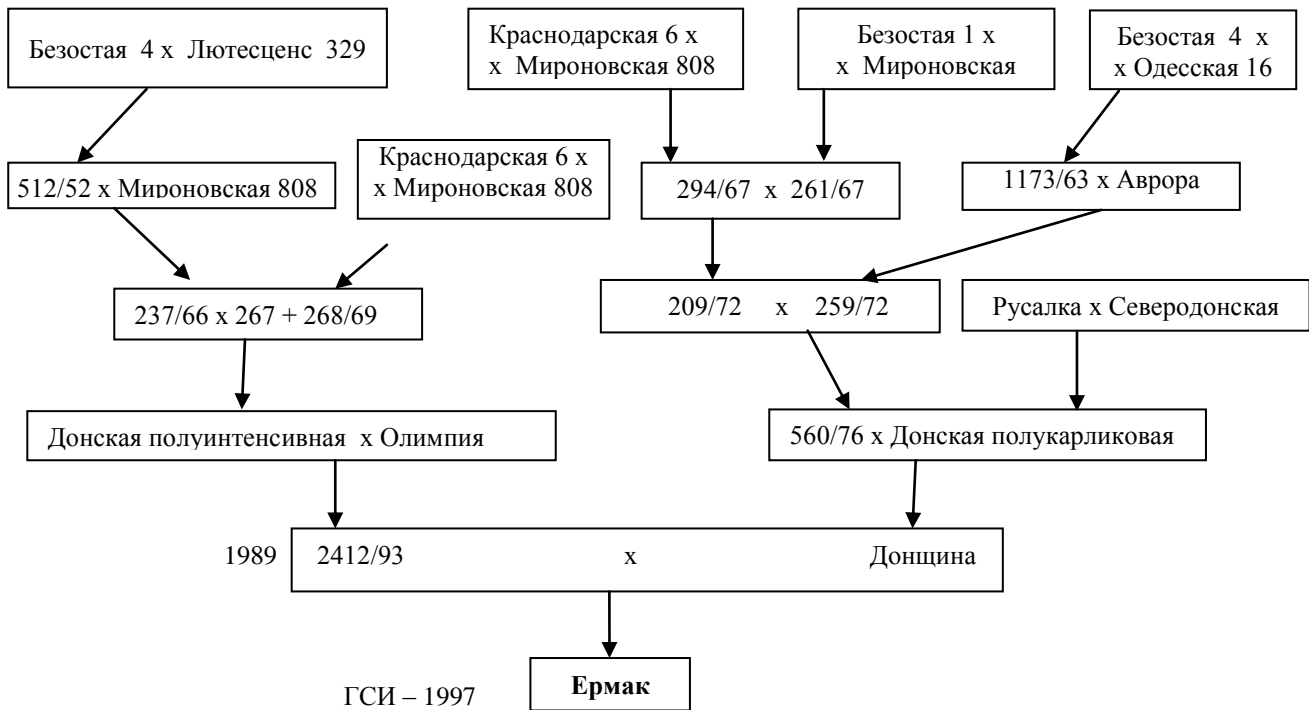 Безостая 4 х Лютесценс 329
Краснодарская 6 х
х Мироновская 808
Безостая 1 х
х Мироновская
Безостая 4 х
х Одесская 16
512/52 х Мироновская 808
Краснодарская 6 х
х Мироновская 808
294/67 х 261/67
1173/63 х Аврора
237/66 х 267 + 268/69
209/72 х 259/72
Русалка х Северодонская
Донская полуинтенсивная х Олимпия
560/76 х Донская полукарликовая
1989 2412/93 х Донщина
Ермак
ГСИ – 1997